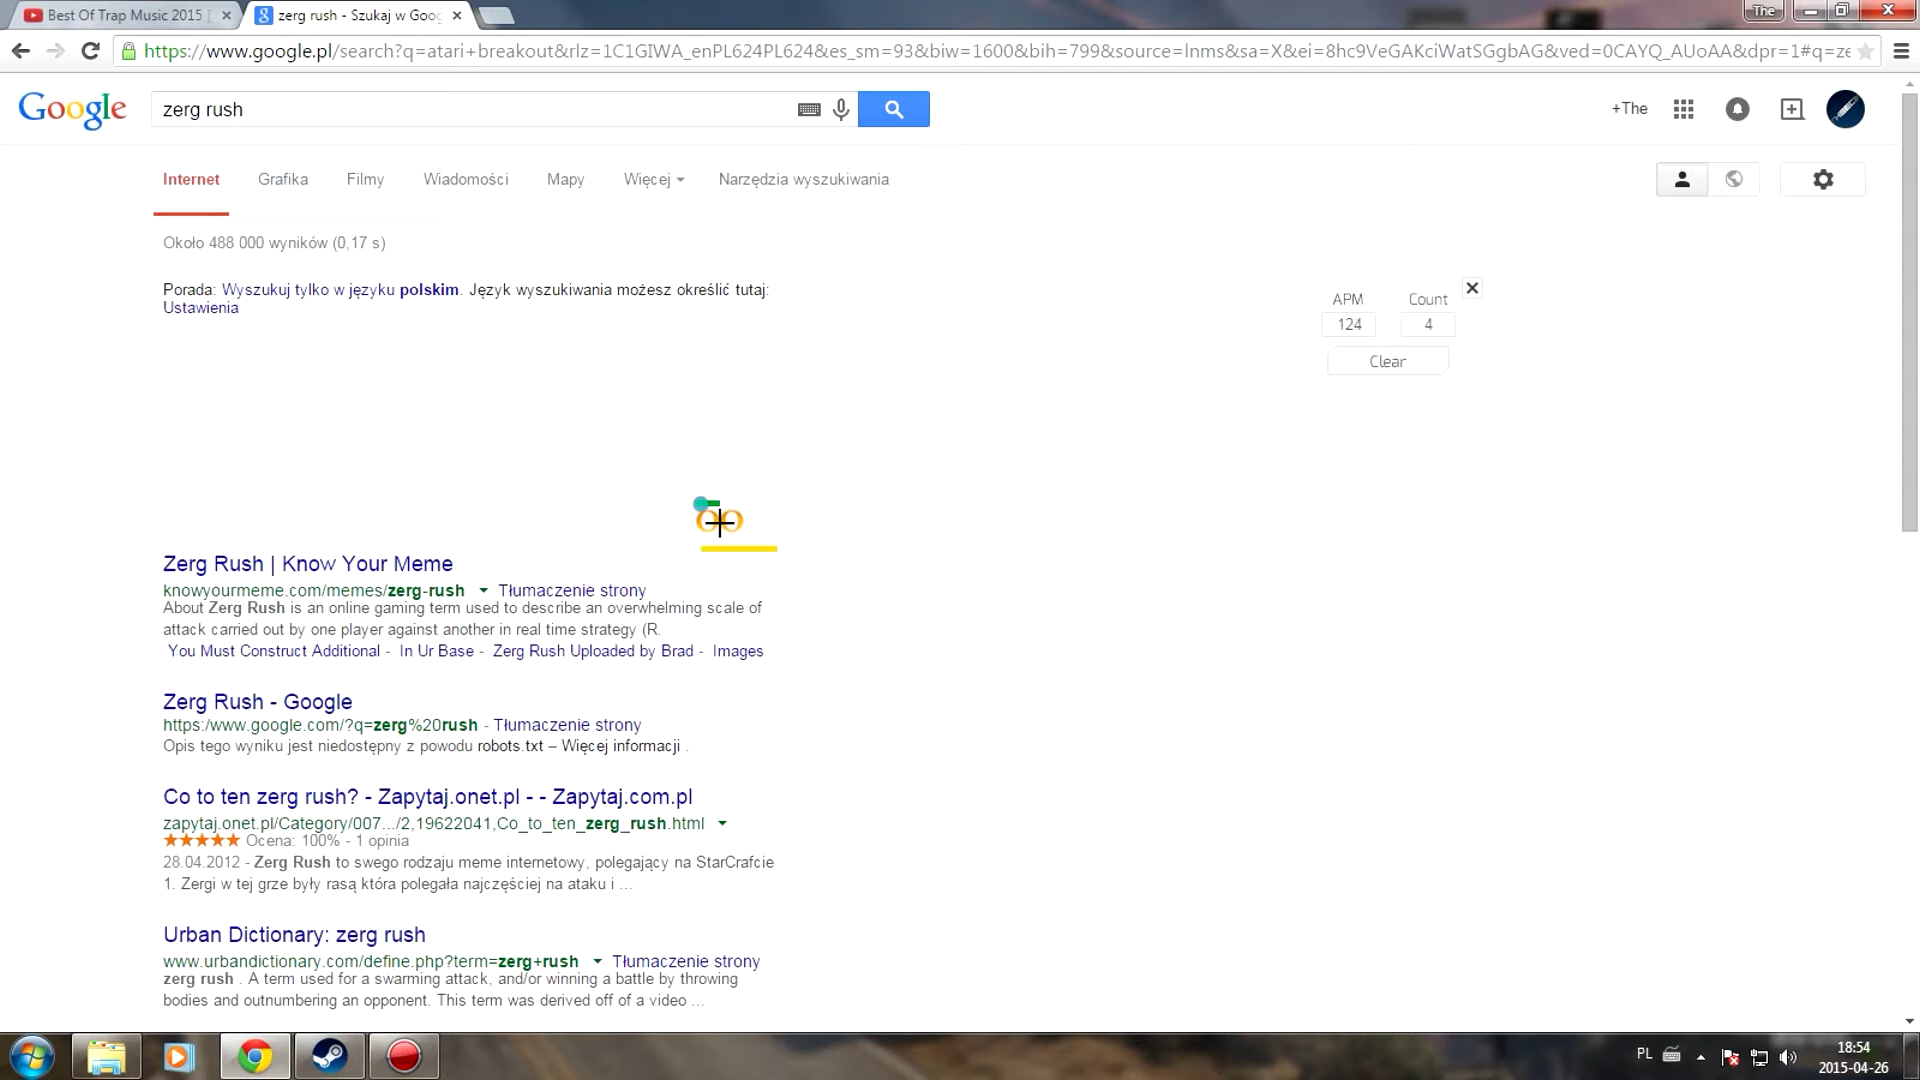 Best Of Trap Music 2015
zerg rush - Szukaj w Goog
The
https://www.google.pl/search?q=atari+breakout&rlz=1C1GIWA_enPL624PL624&es_sm=93&biw=1600&bih=799&source=lnms&sa=X&ei=8hc9VeGAKciWatSGgbAG&ved=0CAYQ_AUoAA&dpr=1#q=ze
Google
zerg rush
+The
Internet Grafika Filmy Wiadomości Mapy Więcej Narzędzia wyszukiwania
Około 488 000 wyników (0,17 s)
Porada: Wyszukuj tylko w języku polskim. Język wyszukiwania możesz określić tutaj:
Ustawienia
APM Count
124 4
Clear
Zerg Rush | Know Your Meme
knowyourmeme.com/memes/zerg-rush Tłumaczenie strony
About Zerg Rush is an online gaming term used to describe an overwhelming scale of
attack carried out by one player against another in real time strategy (R.
You Must Construct Additional - In Ur Base - Zerg Rush Uploaded by Brad - Images
Zerg Rush - Google
https:/www.google.com/?q=zerg%20rush - Tłumaczenie strony
Opis tego wyniku jest niedostępny z powodu robots.txt – Więcej informacji .
Co to ten zerg rush? - Zapytaj.onet.pl - - Zapytaj.com.pl
zapytaj.onet.pl/Category/007.../2,19622041,Co_to_ten_zerg_rush.html
Ocena: 100% - 1 opinia
28.04.2012 - Zerg Rush to swego rodzaju meme internetowy, polegający na StarCrafcie
1. Zergi w tej grze były rasą która polegała najczęściej na ataku i ...
Urban Dictionary: zerg rush
www.urbandictionary.com/define.php?term=zerg+rush Tłumaczenie strony
zerg rush . A term used for a swarming attack, and/or winning a battle by throwing
bodies and outnumbering an opponent. This term was derived off of a video ...
PL
18:54
2015-04-26